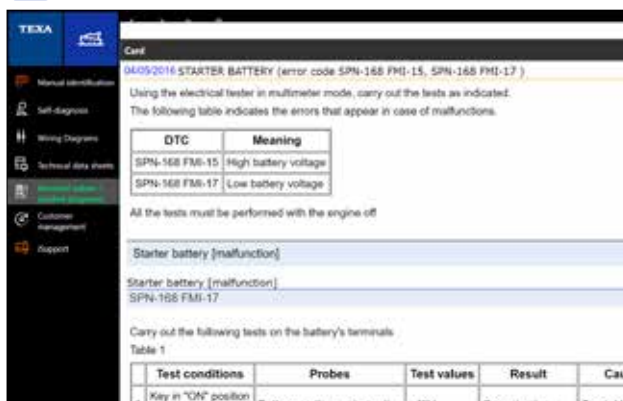 TEXA
Card
04/05/2016 STARTER BATTERY (error code SPN-168 FMI-15, SPN-168 FMI-17 )
Using the electrical tester in multimeter mode, carry out the tests as indicated.
The following table indicates the errors that appear in case of malfunctions.
DTC Meaning
SPN-168 FMI-15 High battery voltage
SPN-168 FMI-17 Low battery voltage
All the tests must be performed with the engine off
Manual identification
Self-diagnosis
Wiring Diagrams
Technical data sheets
Customer management
iSupport
Starter battery [malfunction]
Starter battery [malfunction]
SPN-168 FMI-17
Carry out the following tests on the battery's terminals
Table 1
Test conditions Probes Test values Result Cau
Key in "ON" position